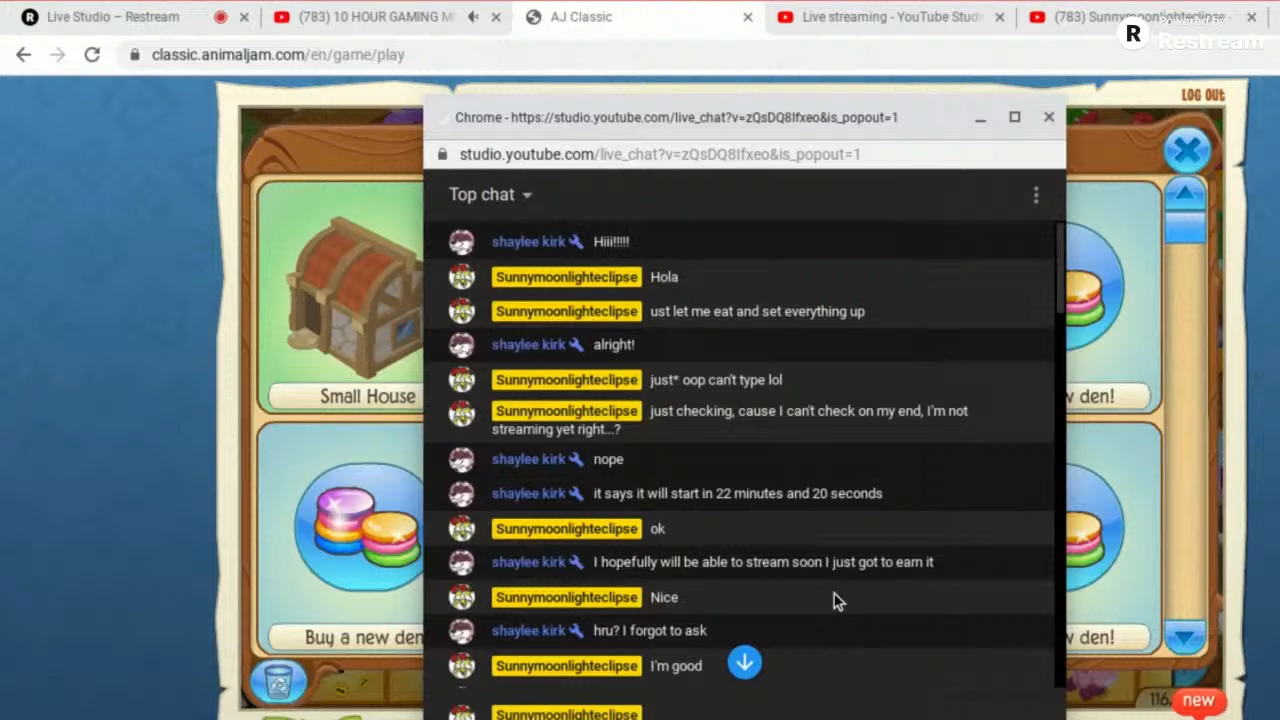 Live Studio – Restream
(783) 10 HOUR GAMING M
AJ Classic
Live streaming - YouTube Studi
(783) Sunnymoonlighteclipse
Powered by
Restream
classic.animaljam.com/en/game/play
LOG OUT
Chrome - https://studio.youtube.com/live_chat?v=zQsDQ8Ifxeo&is_popout=1
studio.youtube.com/live_chat?v=zQsDQ8Ifxeo&is_popout=1
Top chat
shaylee kirk Hiii!!!!!
Sunnymoonlighteclipse Hola
Sunnymoonlighteclipse ust let me eat and set everything up
shaylee kirk alright!
Sunnymoonlighteclipse just* oop can't type lol
Small House
w den!
Sunnymoonlighteclipse just checking, cause I can't check on my end, I'm not
streaming yet right...?
shaylee kirk nope
shaylee kirk it says it will start in 22 minutes and 20 seconds
Sunnymoonlighteclipse ok
shaylee kirk I hopefully will be able to stream soon I just got to earn it
Sunnymoonlighteclipse Nice
shaylee kirk hru? I forgot to ask
Buy a new den
w den!
Sunnymoonlighteclipse I'm good
116
new
Sunnymoonlighteclipse